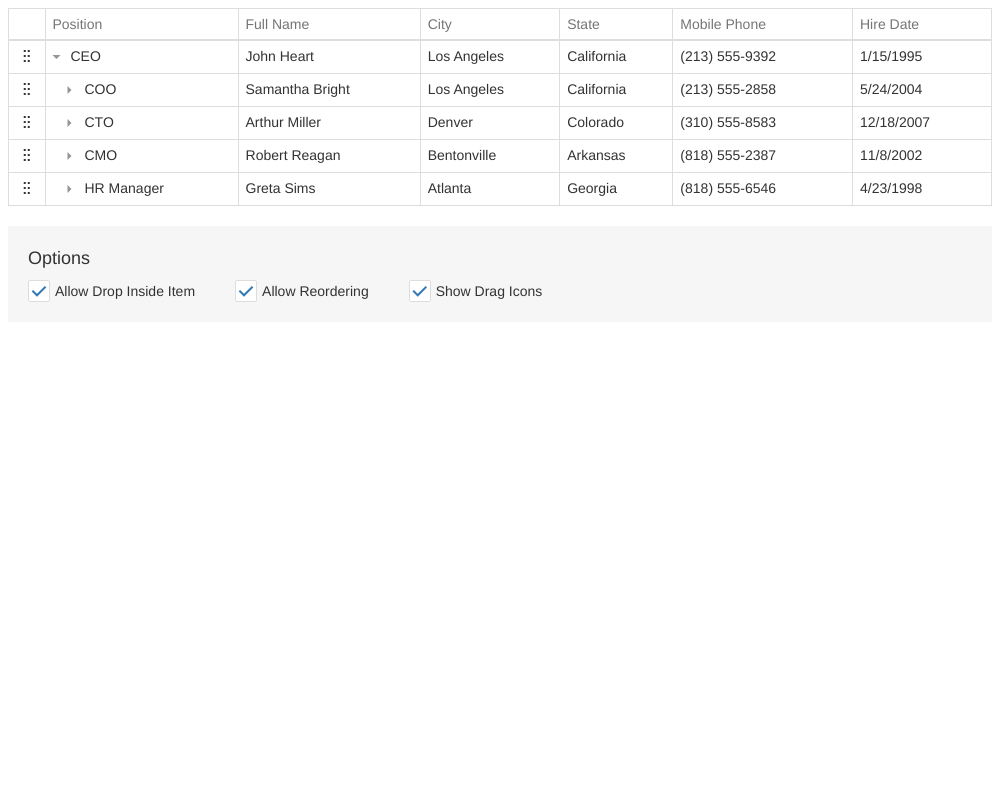 Position Full Name City State Mobile Phone Hire Date
CEO John Heart Los Angeles California (213) 555-9392 1/15/1995
COO Samantha Bright Los Angeles California (213) 555-2858 5/24/2004
CTO Arthur Miller Denver Colorado (310) 555-8583 12/18/2007
CMO Robert Reagan Bentonville Arkansas (818) 555-2387 11/8/2002
HR Manager Greta Sims Atlanta Georgia (818) 555-6546 4/23/1998
Options
Allow Drop Inside Item Allow Reordering Show Drag Icons